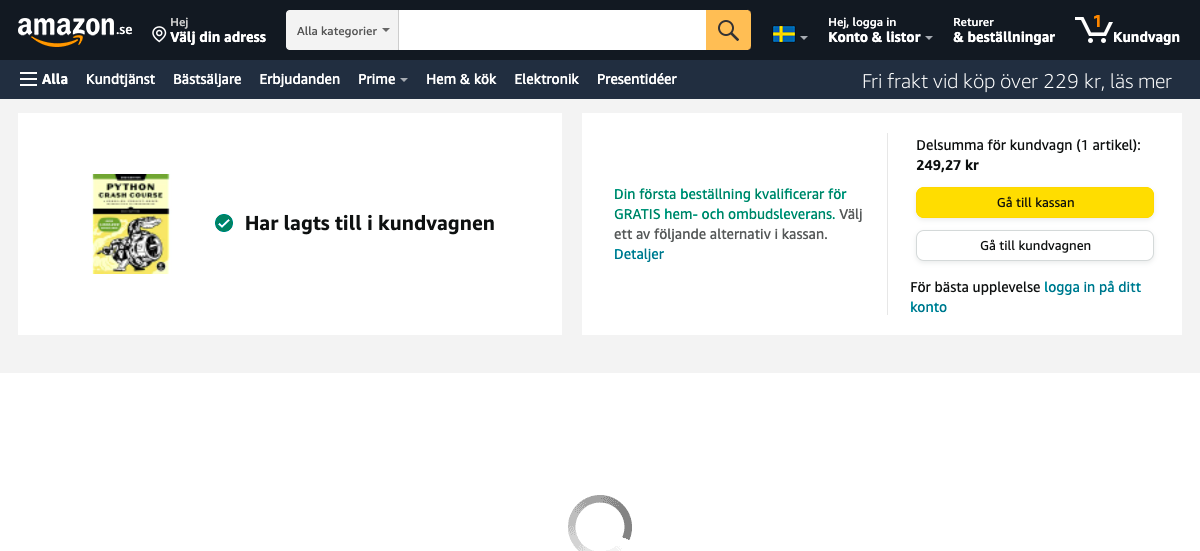 amazon.se
Hej
Välj din adress
Alla kategorier
Hej, logga in
Konto & listor
Returer
& beställningar
1
Kundvagn
Alla
Kundtjänst
Bästsäljare
Erbjudanden
Prime
Hem & kök
Elektronik
Presentidéer
Fri frakt vid köp över 229 kr, läs mer
PYTHON
CRASH COURSE
Har lagts till i kundvagnen
Din första beställning kvalificerar för
GRATIS hem- och ombudsleverans. Välj
ett av följande alternativ i kassan.
Detaljer
Delsumma för kundvagn (1 artikel):
249,27 kr
Gå till kassan
Gå till kundvagnen
För bästa upplevelse logga in på ditt
konto